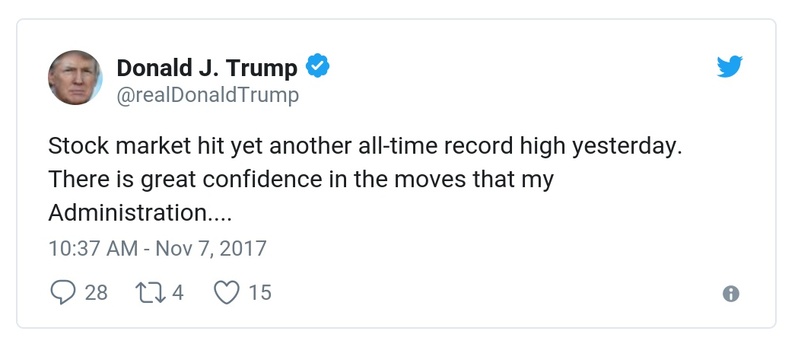 Donald J. Trump
@realDonaldTrump
Stock market hit yet another all-time record high yesterday.
There is great confidence in the moves that my
Administration....
10:37 AM - Nov 7, 2017
28 4 15